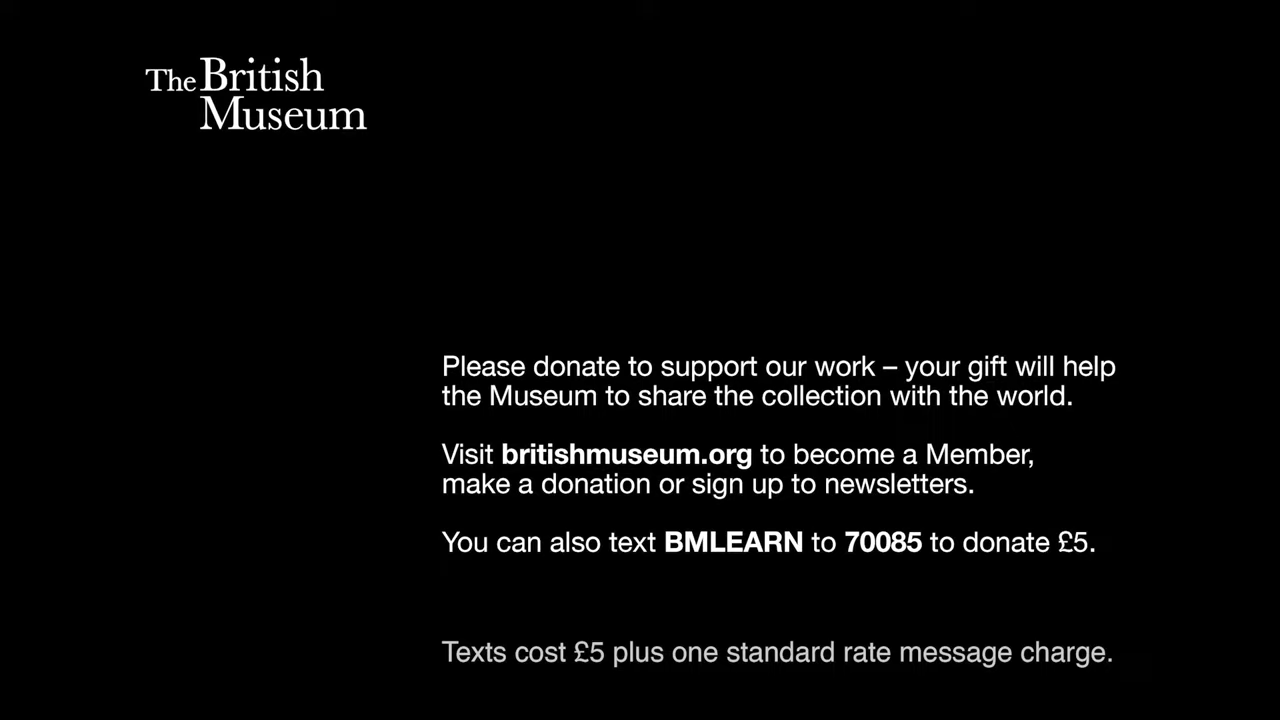 The British
Museum
Please donate to support our work – your gift will help
the Museum to share the collection with the world.
Visit britishmuseum.org to become a Member,
make a donation or sign up to newsletters.
You can also text BMLEARN to 70085 to donate £5.
Texts cost £5 plus one standard rate message charge.